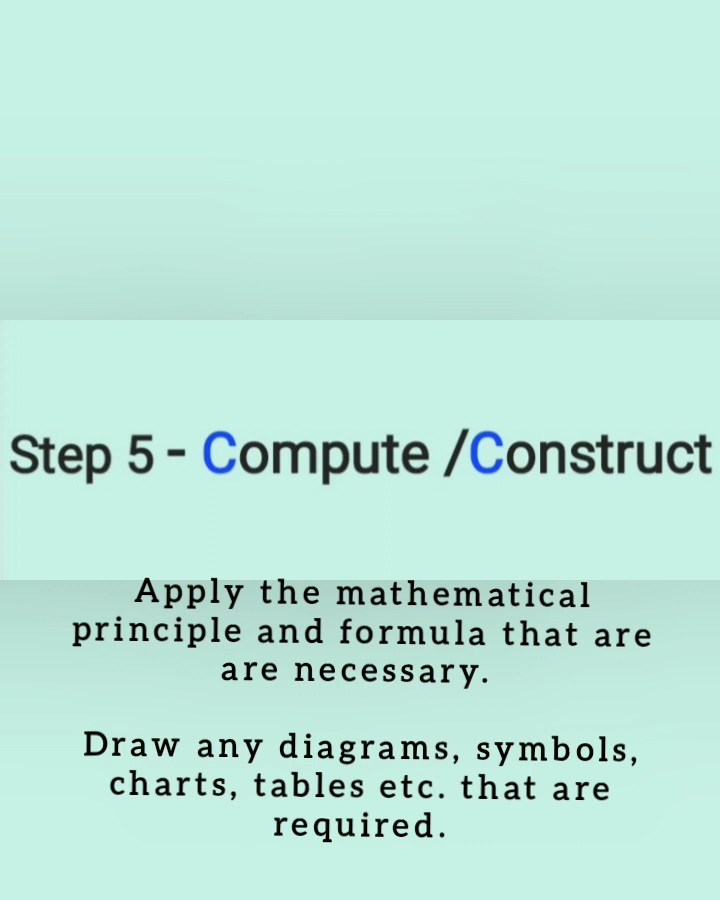 Step 5 - Compute /Construct
Apply the mathematical
principle and formula that are
are necessary.
Draw any diagrams, symbols,
charts, tables etc. that are
required.